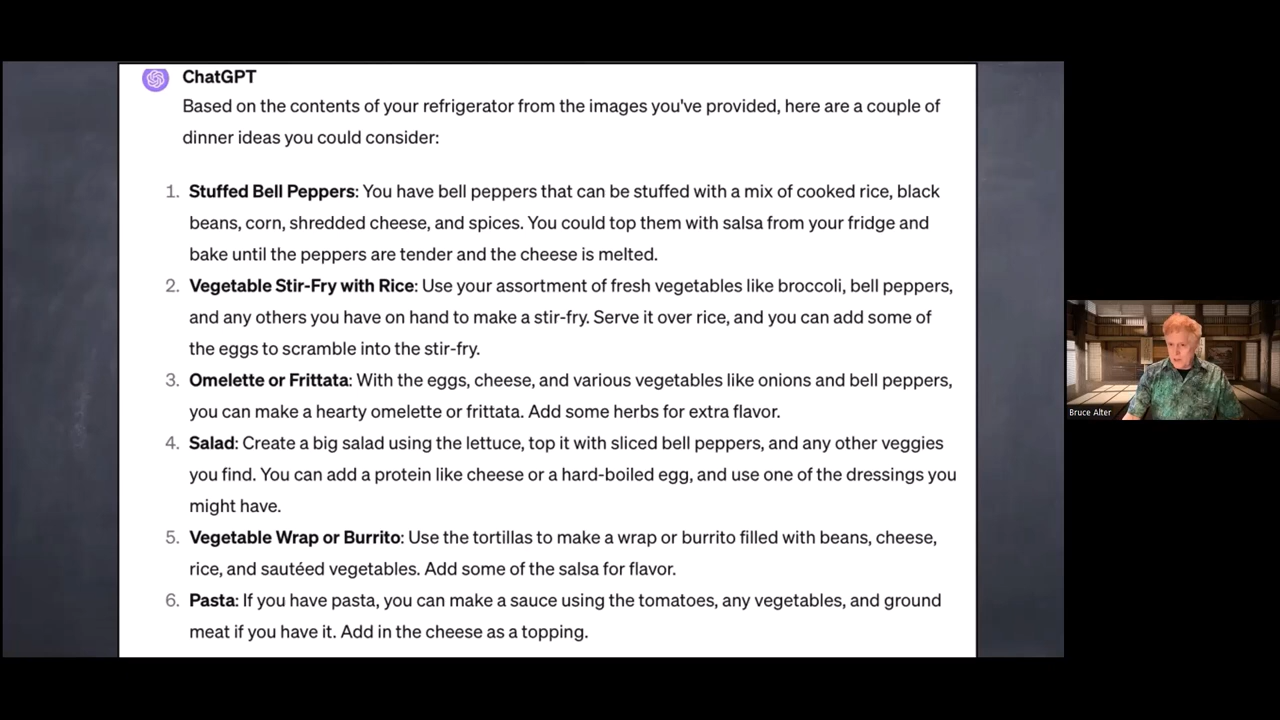 ChatGPT
Based on the contents of your refrigerator from the images you've provided, here are a couple of
dinner ideas you could consider:
1. Stuffed Bell Peppers: You have bell peppers that can be stuffed with a mix of cooked rice, black
beans, corn, shredded cheese, and spices. You could top them with salsa from your fridge and
bake until the peppers are tender and the cheese is melted.
2. Vegetable Stir-Fry with Rice: Use your assortment of fresh vegetables like broccoli, bell peppers,
and any others you have on hand to make a stir-fry. Serve it over rice, and you can add some of
the eggs to scramble into the stir-fry.
3. Omelette or Frittata: With the eggs, cheese, and various vegetables like onions and bell peppers,
you can make a hearty omelette or frittata. Add some herbs for extra flavor.
4. Salad: Create a big salad using the lettuce, top it with sliced bell peppers, and any other veggies
you find. You can add a protein like cheese or a hard-boiled egg, and use one of the dressings you
might have.
5. Vegetable Wrap or Burrito: Use the tortillas to make a wrap or burrito filled with beans, cheese,
rice, and sautéed vegetables. Add some of the salsa for flavor.
6. Pasta: If you have pasta, you can make a sauce using the tomatoes, any vegetables, and ground
meat if you have it. Add in the cheese as a topping.
Bruce Alter